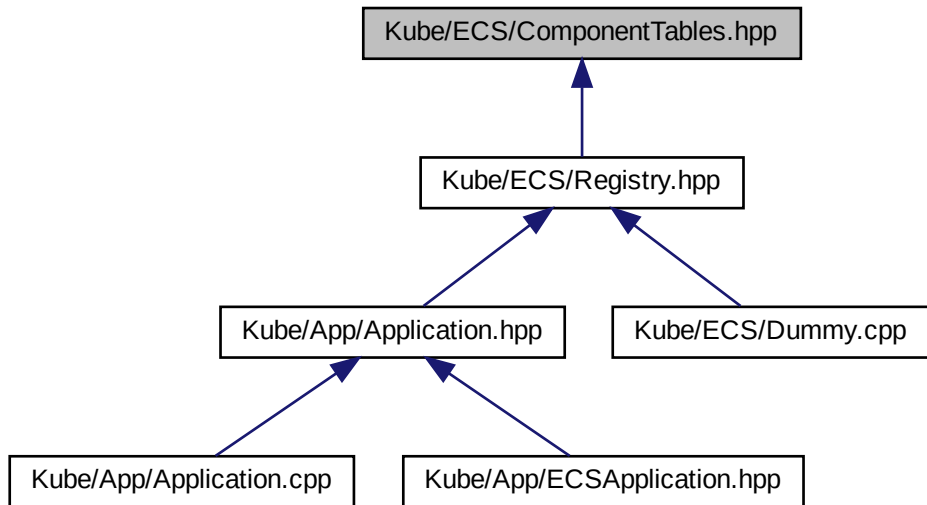 Kube/ECS/ComponentTables.hpp
Kube/ECS/Registry.hpp
Kube/App/Application.hpp
Kube/ECS/Dummy.cpp
Kube/App/Application.cpp
Kube/App/ECSApplication.hpp